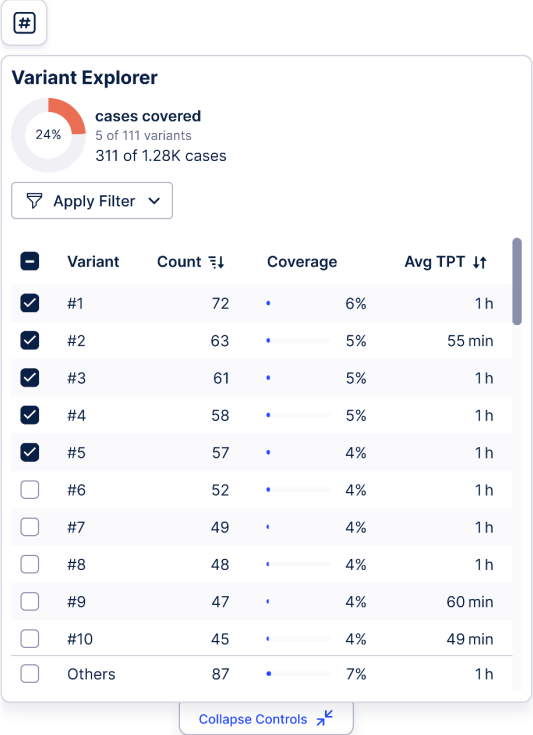 #
Variant Explorer
24%
cases covered
5 of 111 variants
311 of 1.28K cases
Apply Filter
Variant Count Coverage Avg TPT
#1 72 6% 1 h
#2 63 5% 55 min
#3 61 5% 1 h
#4 58 5% 1 h
#5 57 4% 1 h
#6 52 4% 1 h
#7 49 4% 1 h
#8 48 4% 1 h
#9 47 4% 60 min
#10 45 4% 49 min
Others 87 7% 1 h
Collapse Controls